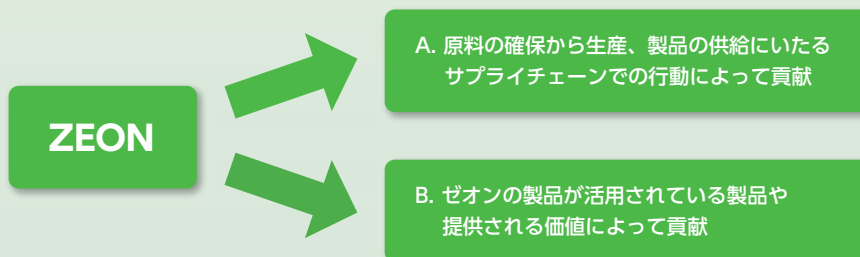 ZEON
A. 原料の確保から生産、製品の供給にいたる
サプライチェーンでの行動によって貢献
B. ゼオンの製品が活用されている製品や
提供される価値によって貢献